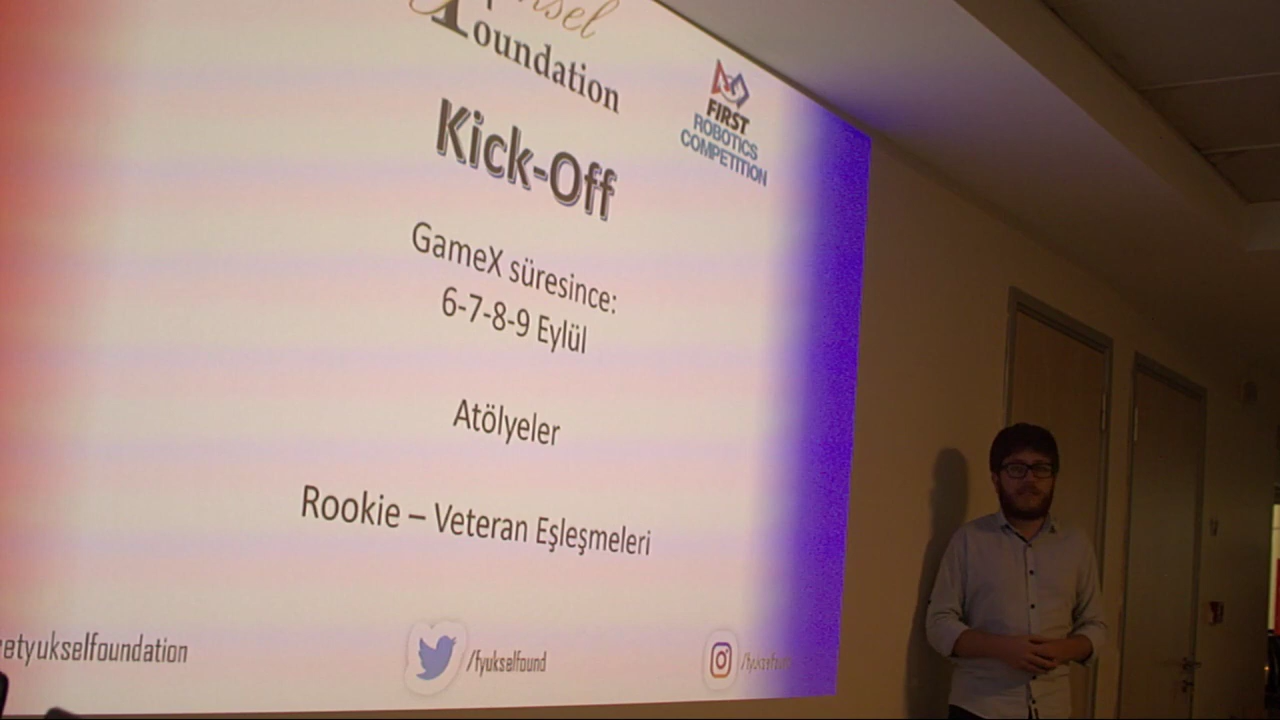 oundation
FIRST
ROBOTICS
COMPETITION
Kick-Off
GameX süresince:
6-7-8-9 Eylül
Atölyeler
Rookie – Veteran Eşleşmeleri
etyukselfoundation
/fyukselfound